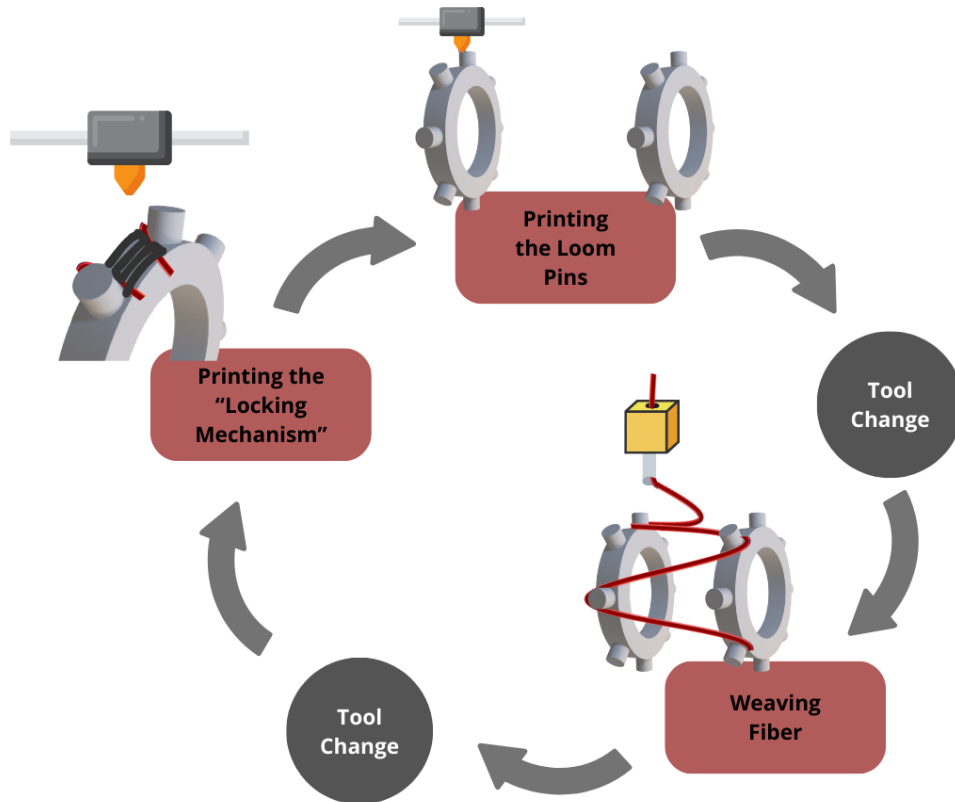 Printing
the Loom
Pins
Tool
Change
Weaving
Fiber
Tool
Change
Printing the
“Locking
Mechanism”